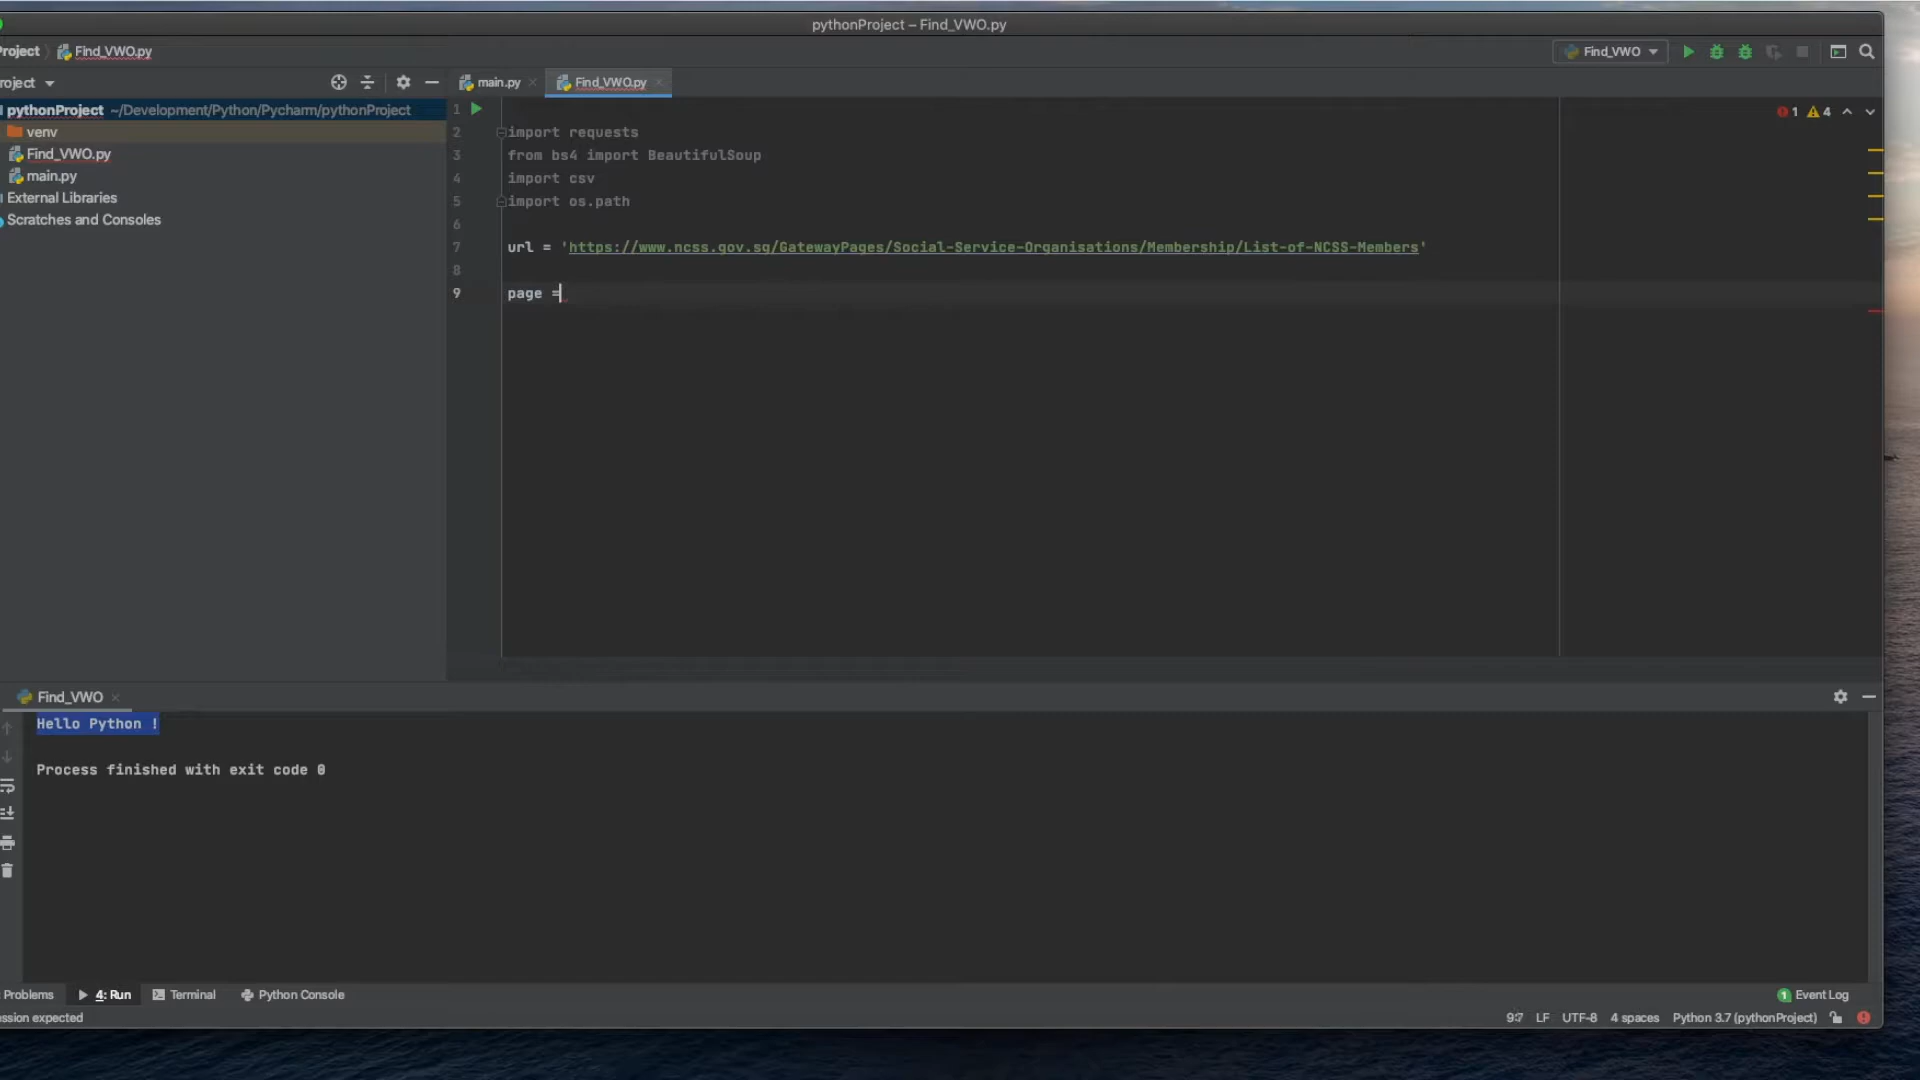 pythonProject – Find_VWO.py
Project Find_VWO.py
Find_VWO
roject
main.py
Find_VWO.py
pythonProject ~/Development/Python/Pycharm/pythonProject
venv
Find_VWO.py
main.py
External Libraries
Scratches and Consoles
1
2 import requests
3 from bs4 import BeautifulSoup
4 import csv
5 import os.path
6
7 url = 'https://www.ncss.gov.sg/GatewayPages/Social-Service-Organisations/Membership/List-of-NCSS-Members'
8
9 page =
1 4
Find_VWO
Hello Python !
Process finished with exit code 0
Problems 4: Run Terminal Python Console
1 Event Log
ssion expected
9:7 LF UTF-8 4 spaces Python 3.7 (pythonProject)